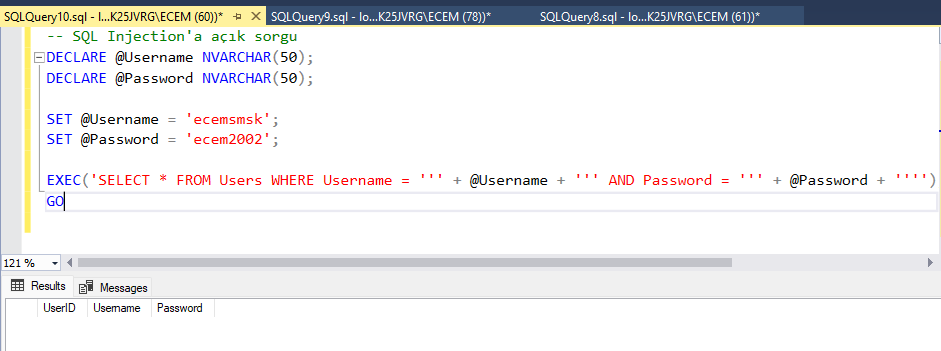 SQLQuery10.sql - l...K25JVRG\ECEM (60))* SQLQuery9.sql - lo...K25JVRG\ECEM (78))* SQLQuery8.sql - lo...K25JVRG\ECEM (61))*
-- SQL Injection'a açık sorgu
DECLARE @Username NVARCHAR(50);
DECLARE @Password NVARCHAR(50);
SET @Username = 'ecemsmsk';
SET @Password = 'ecem2002';
EXEC('SELECT * FROM Users WHERE Username = ''' + @Username + ''' AND Password = ''' + @Password + '''')
GO
121 %
Results Messages
UserID Username Password